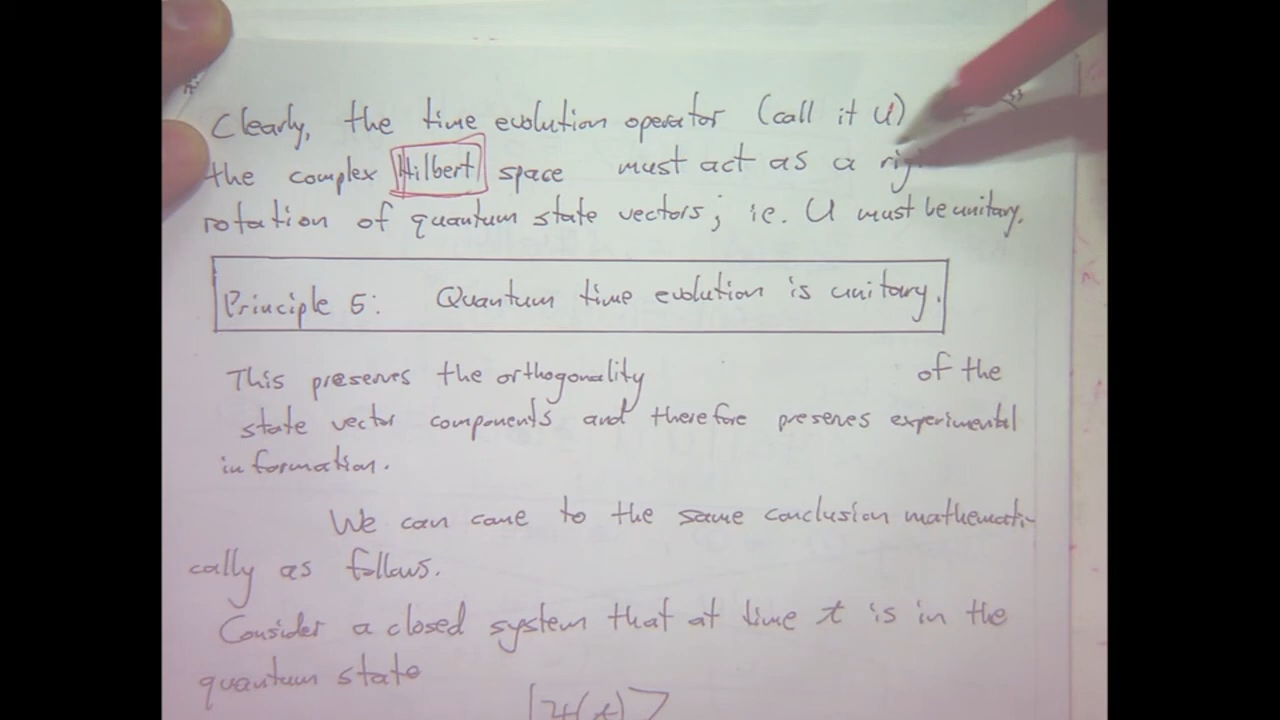 Clearly, the time evolution operator (call it U)
the complex Hilbert space must act as a
rotation of quantum state vectors; ie. U must be unitary.
Principle 5: Quantum time evolution is unitary.
This preserves the orthogonality of the
state vector components and therefore preserves experimental
information.
We can come to the same conclusion mathemati-
cally as follows.
Consider a closed system that at time t is in the
quantum state
|ψ(t)>